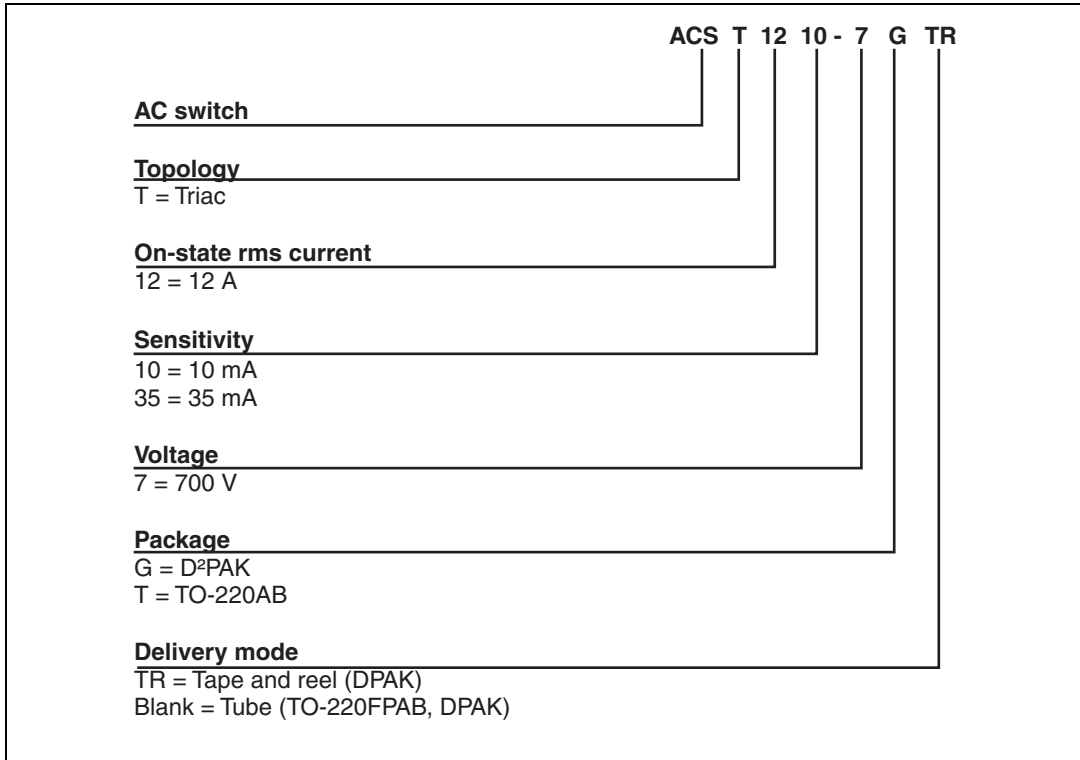 ACS T 12 10 - 7 G TR
AC switch
Topology
T = Triac
On-state rms current
12 = 12 A
Sensitivity
10 = 10 mA
35 = 35 mA
Voltage
7 = 700 V
Package
G = D²PAK
T = TO-220AB
Delivery mode
TR = Tape and reel (DPAK)
Blank = Tube (TO-220FPAB, DPAK)